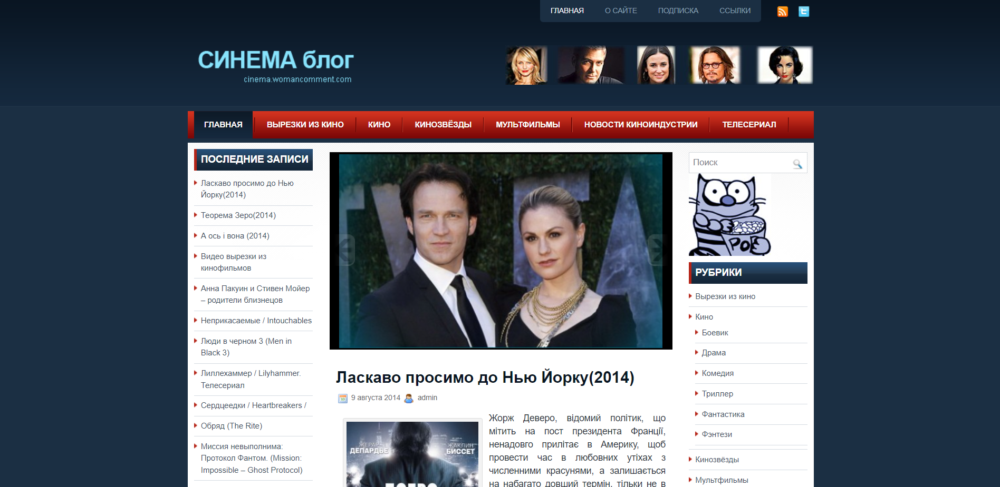 ГЛАВНАЯ О САЙТЕ ПОДПИСКА ССЫЛКИ
СИНЕМА блог
cinema.womancomment.com
ГЛАВНАЯ ВЫРЕЗКИ ИЗ КИНО КИНО КИНОЗВЁЗДЫ МУЛЬТФИЛЬМЫ НОВОСТИ КИНОИНДУСТРИИ ТЕЛЕСЕРИАЛ
ПОСЛЕДНИЕ ЗАПИСИ
Ласкаво просимо до Нью
Йорку(2014)
Теорема Зеро(2014)
А ось і вона (2014)
Видео вырезки из
кинофильмов
Анна Пакуин и Стивен Мойер
– родители близнецов
Неприкасаемые / Intouchables
Люди в черном 3 (Men in
Black 3)
Лиллехаммер / Lilyhammer.
Телесериал
Сердцеедки / Heartbreakers /
Обряд (The Rite)
Миссия невыполнима:
Протокол Фантом. (Mission:
Impossible – Ghost Protocol)
Ласкаво просимо до Нью Йорку(2014)
9 августа 2014 admin
ЖЕРАР
ДЕПАРДЬЕ
ЖАКЛИН
БИССЕТ
Жорж Деверо, відомий політик, що
мітить на пост президента Франції,
ненадовго прилітає в Америку, щоб
провести час в любовних утіхах з
численними красунями, а залишається
на набагато довший термін, тільки не в
Поиск
РУБРИКИ
Вырезки из кино
Кино
Боевик
Драма
Комедия
Триллер
Фантастика
Фэнтези
Кинозвёзды
Мультфильмы